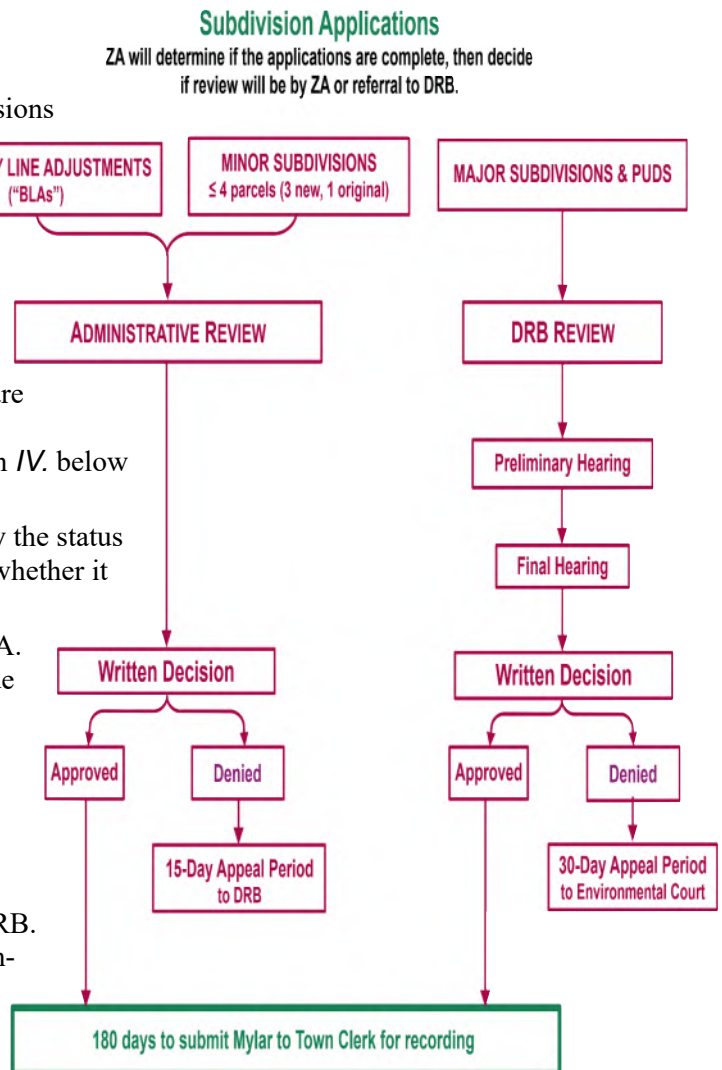 Subdivision Applications
ZA will determine if the applications are complete, then decide
if review will be by ZA or referral to DRB.
LINE ADJUSTMENTS
("BLAs")
MINOR SUBDIVISIONS
≤ 4 parcels (3 new, 1 original)
MAJOR SUBDIVISIONS & PUDS
ADMINISTRATIVE REVIEW
DRB REVIEW
IV. below
Preliminary Hearing
the status
whether it
Final Hearing
A.
Written Decision
Written Decision
Approved
Denied
Approved
Denied
15-Day Appeal Period
to DRB
30-Day Appeal Period
to Environmental Court
180 days to submit Mylar to Town Clerk for recording